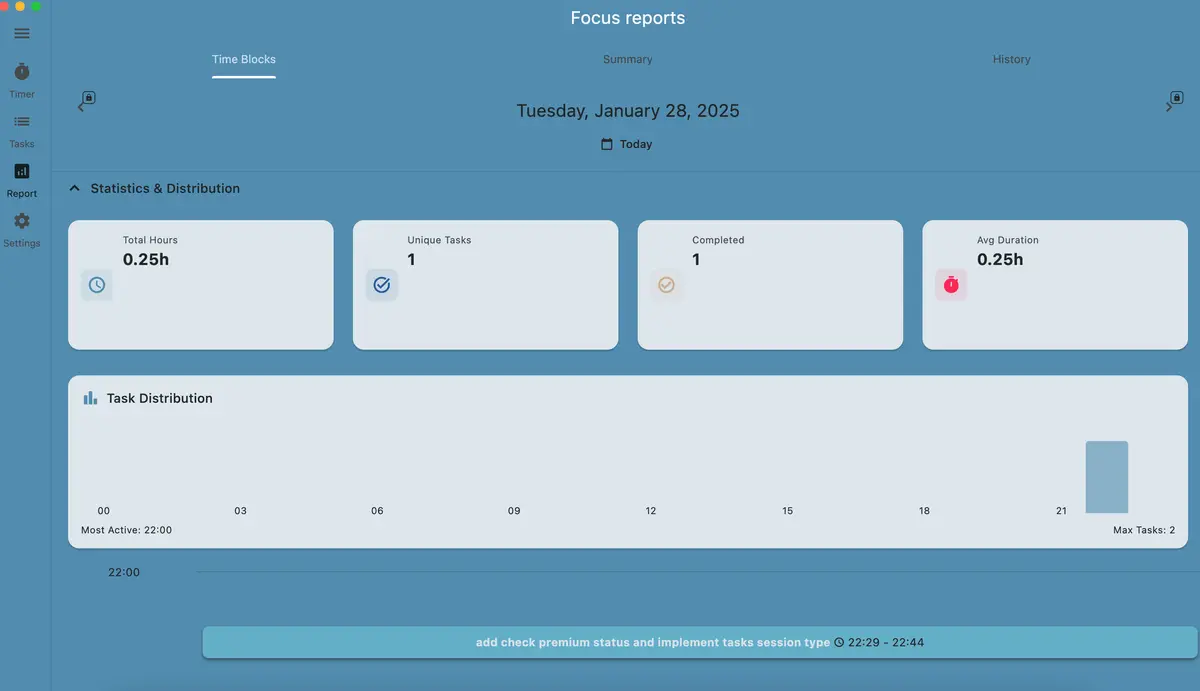 Focus reports
Timer
Tasks
Report
Settings
Time Blocks
Summary
History
Tuesday, January 28, 2025
Today
Statistics & Distribution
Total Hours
0.25h
Unique Tasks
1
Completed
1
Avg Duration
0.25h
Task Distribution
00 03 06 09 12 15 18 21
Most Active: 22:00
Max Tasks: 2
22:00
add check premium status and implement tasks session type 22:29 - 22:44